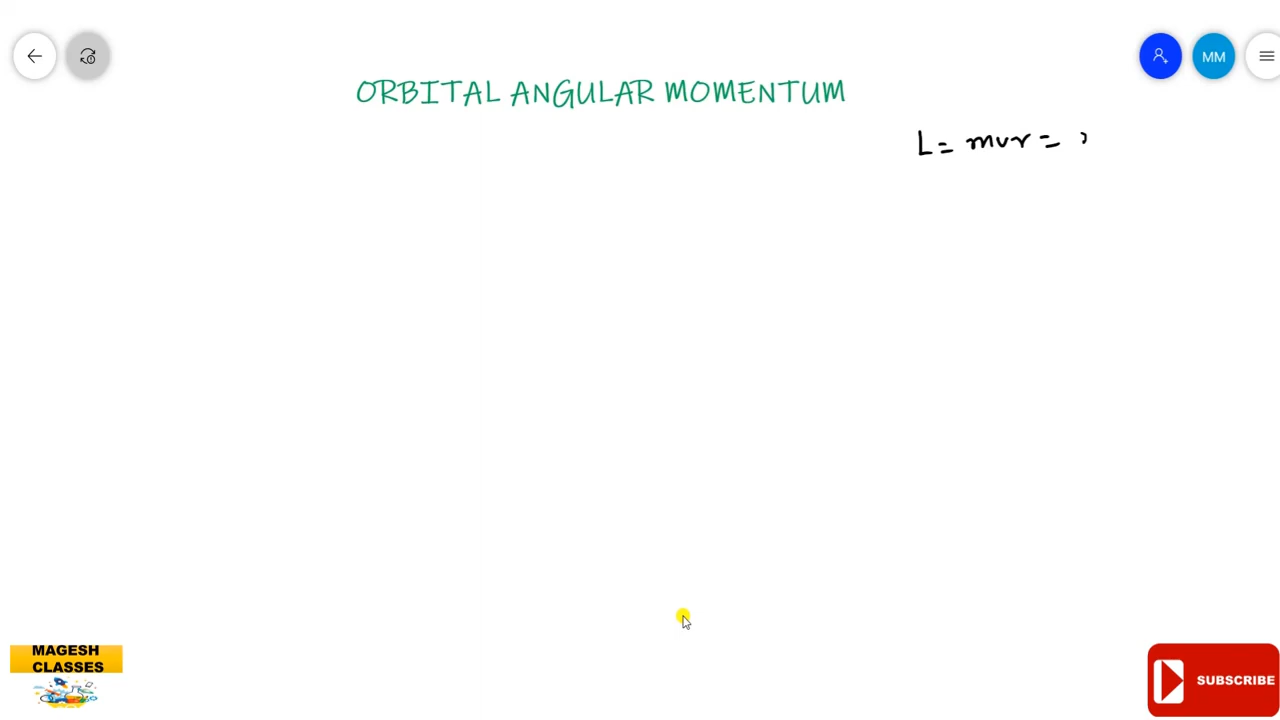 MM
ORBITAL ANGULAR MOMENTUM
L = mvr =
MAGESH
CLASSES
SUBSCRIBE